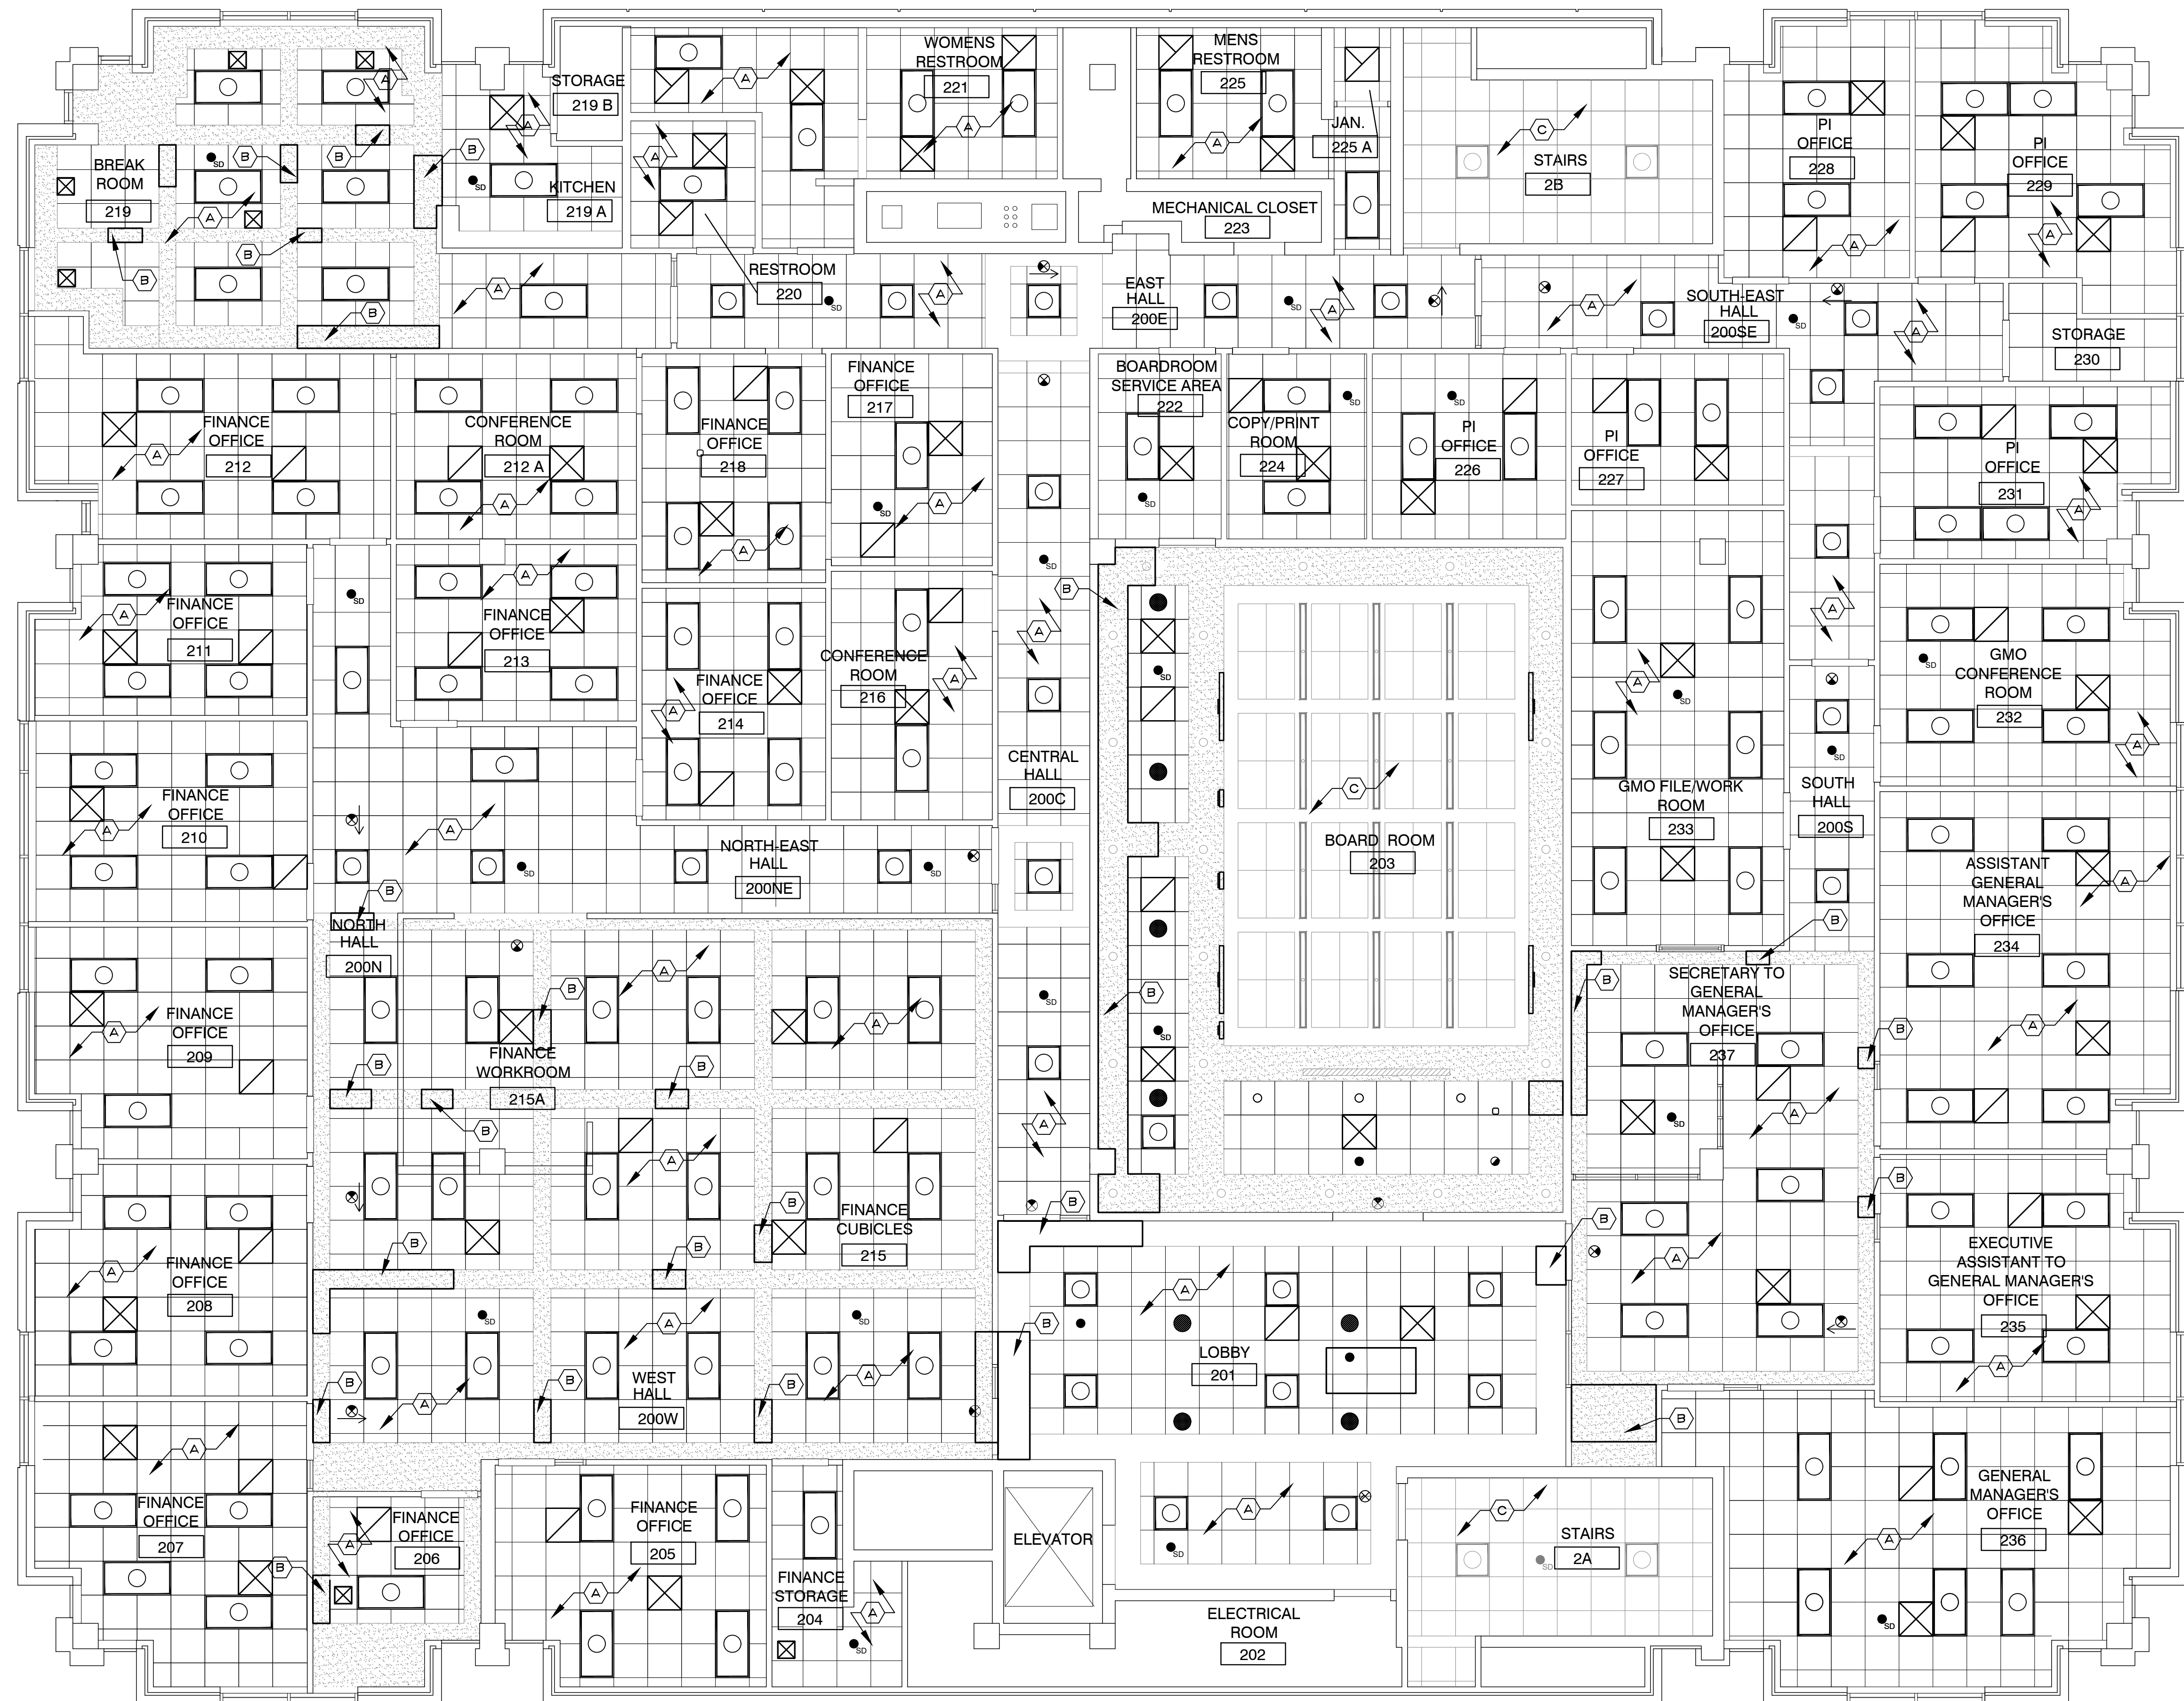 WOMENS
RESTROOM
221
MENS
RESTROOM
225
STORAGE
219 B
JAN.
225 A
PI
OFFICE
228
PI
OFFICE
229
BREAK
ROOM
219
KITCHEN
219 A
STAIRS
2B
MECHANICAL CLOSET
223
RESTROOM
220
EAST
HALL
200E
SOUTH-EAST
HALL
200SE
STORAGE
230
FINANCE
OFFICE
212
CONFERENCE
ROOM
212 A
FINANCE
OFFICE
218
FINANCE
OFFICE
217
BOARDROOM
SERVICE AREA
222
COPY/PRINT
ROOM
224
PI
OFFICE
226
PI
OFFICE
227
PI
OFFICE
231
FINANCE
OFFICE
211
FINANCE
OFFICE
213
FINANCE
OFFICE
214
CONFERENCE
ROOM
216
GMO
CONFERENCE
ROOM
232
FINANCE
OFFICE
210
CENTRAL
HALL
200C
BOARD ROOM
203
GMO FILE/WORK
ROOM
233
SOUTH
HALL
200S
NORTH-EAST
HALL
200NE
ASSISTANT
GENERAL
MANAGER'S
OFFICE
234
NORTH
HALL
200N
FINANCE
OFFICE
209
FINANCE
WORKROOM
215A
SECRETARY TO
GENERAL
MANAGER'S
OFFICE
237
FINANCE
CUBICLES
215
FINANCE
OFFICE
208
EXECUTIVE
ASSISTANT TO
GENERAL MANAGER'S
OFFICE
235
LOBBY
201
WEST
HALL
200W
FINANCE
OFFICE
207
FINANCE
OFFICE
206
FINANCE
OFFICE
205
ELEVATOR
STAIRS
2A
GENERAL
MANAGER'S
OFFICE
236
FINANCE
STORAGE
204
ELECTRICAL
ROOM
202
A
B
C
SD